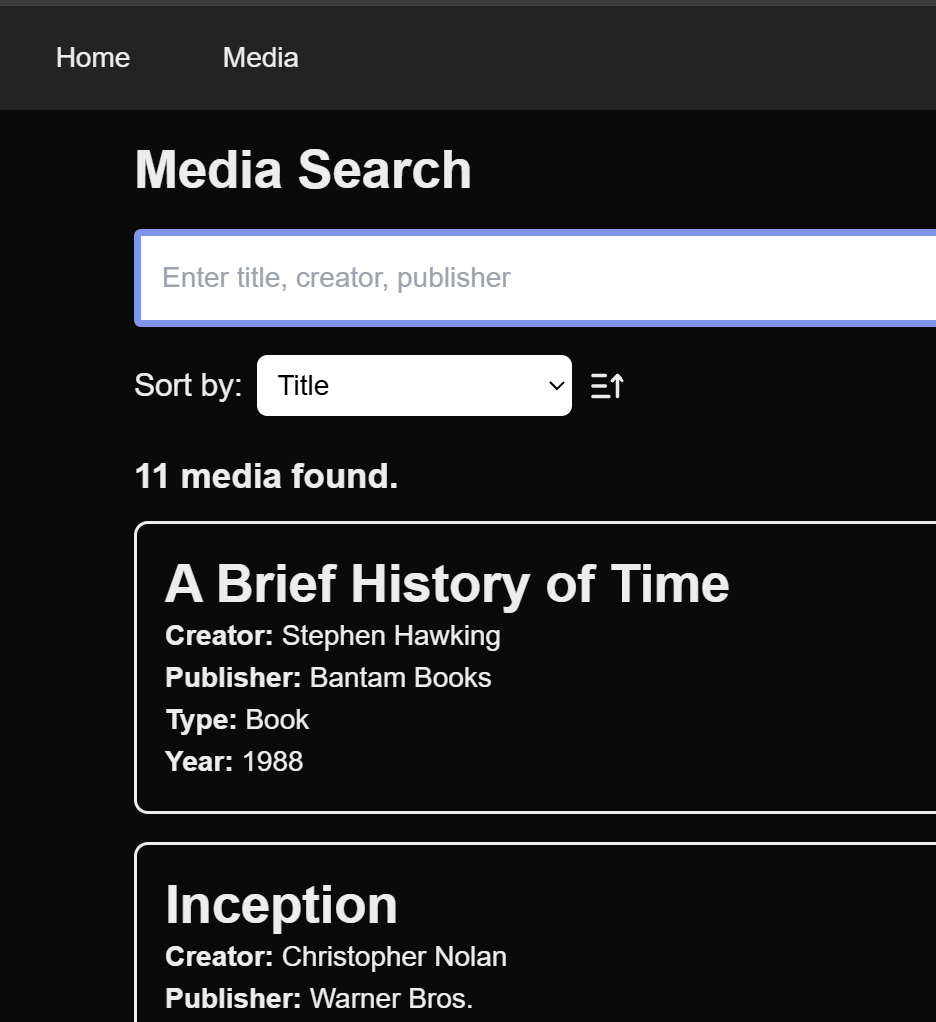 Home Media
Media Search
Enter title, creator, publisher
Sort by: Title
11 media found.
A Brief History of Time
Creator: Stephen Hawking
Publisher: Bantam Books
Type: Book
Year: 1988
Inception
Creator: Christopher Nolan
Publisher: Warner Bros.